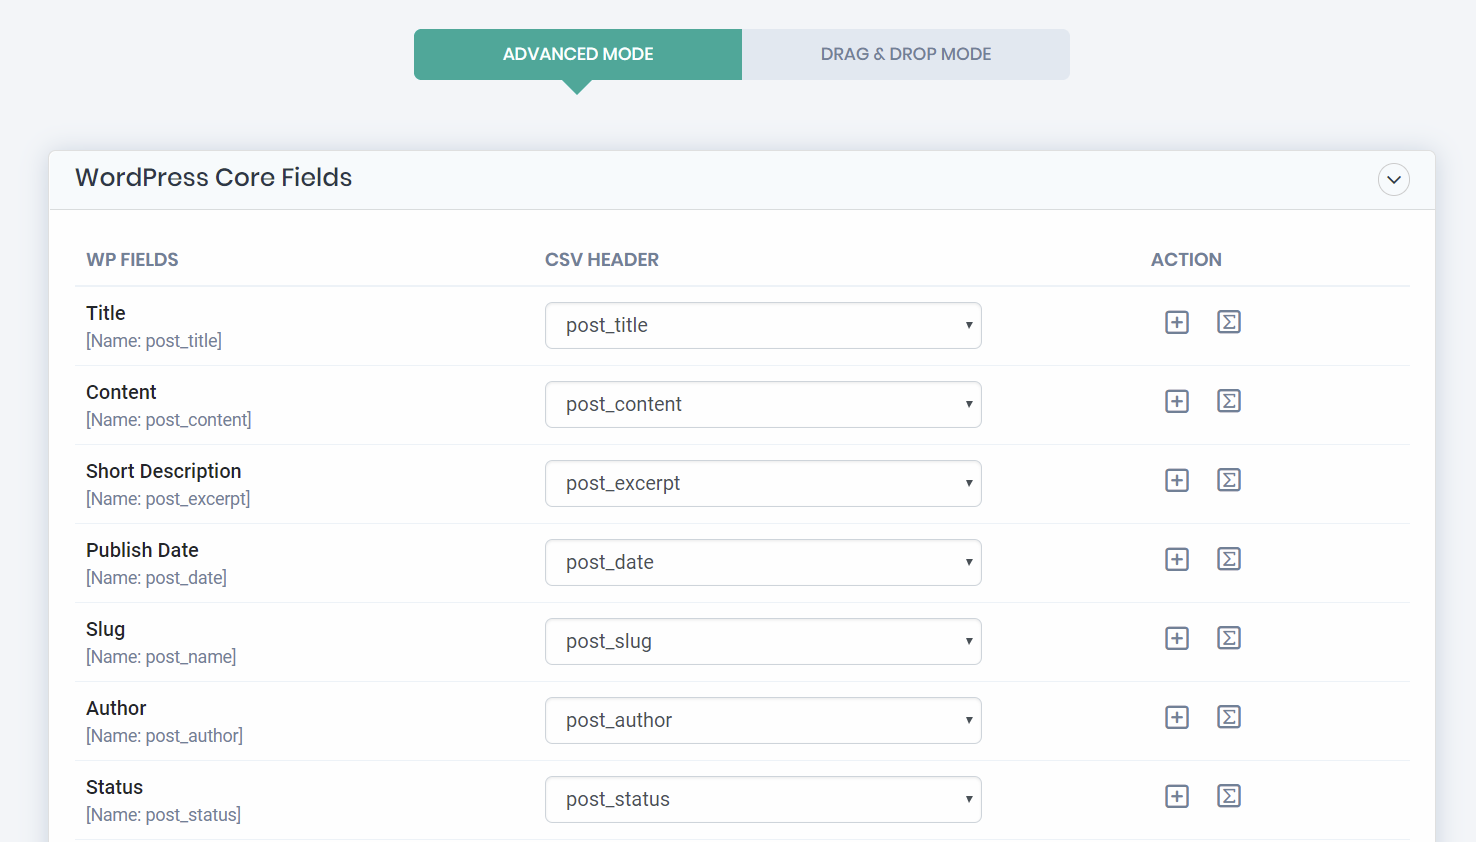 ADVANCED MODE
DRAG & DROP MODE
WordPress Core Fields
WP FIELDS CSV HEADER ACTION
Title
[Name: post_title]
post_title
Content
[Name: post_content]
post_content
Short Description
[Name: post_excerpt]
post_excerpt
Publish Date
[Name: post_date]
post_date
Slug
[Name: post_name]
post_slug
Author
[Name: post_author]
post_author
Status
[Name: post_status]
post_status